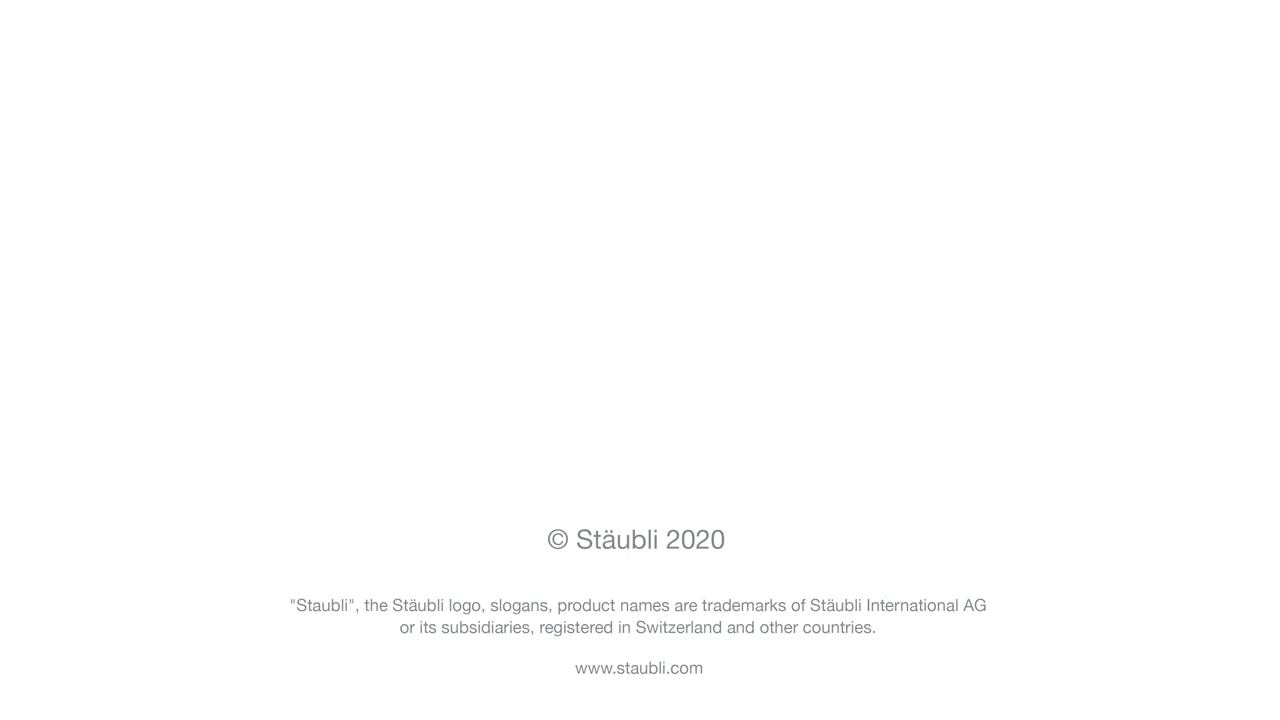 © Stäubli 2020
"Staubli", the Stäubli logo, slogans, product names are trademarks of Stäubli International AG
or its subsidiaries, registered in Switzerland and other countries.
www.staubli.com